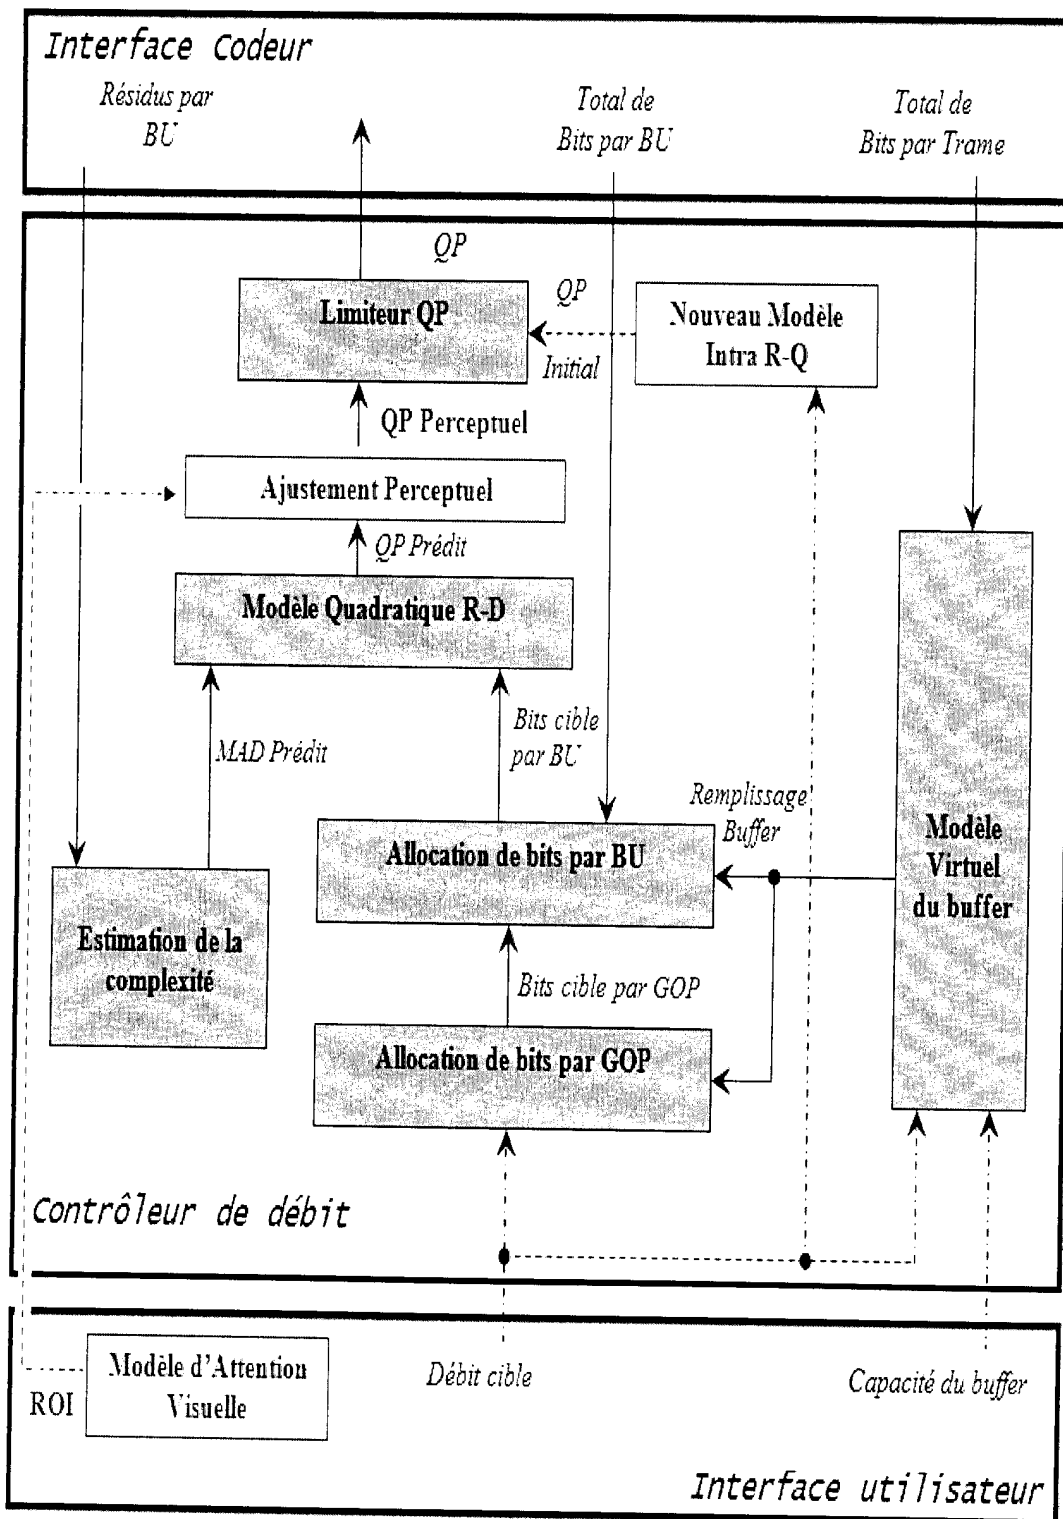 Interface Codeur
Résidus par
BU
Total de
Bits par BU
Total de
Bits par Trame
QP
Limiteur QP
QP
Initial
Nouveau Modèle
Intra R-Q
QP Perceptuel
Ajustement Perceptuel
QP Prédit
Modèle Quadratique R-D
MAD Prédit
Bits cible
par BU
Remplissage
Buffer
Allocation de bits par BU
Modèle
Virtuel
du buffer
Estimation de la
complexité
Bits cible par GOP
Allocation de bits par GOP
Contrôleur de débit
Modèle d'Attention
Visuelle
ROI
Débit cible
Capacité du buffer
Interface utilisateur